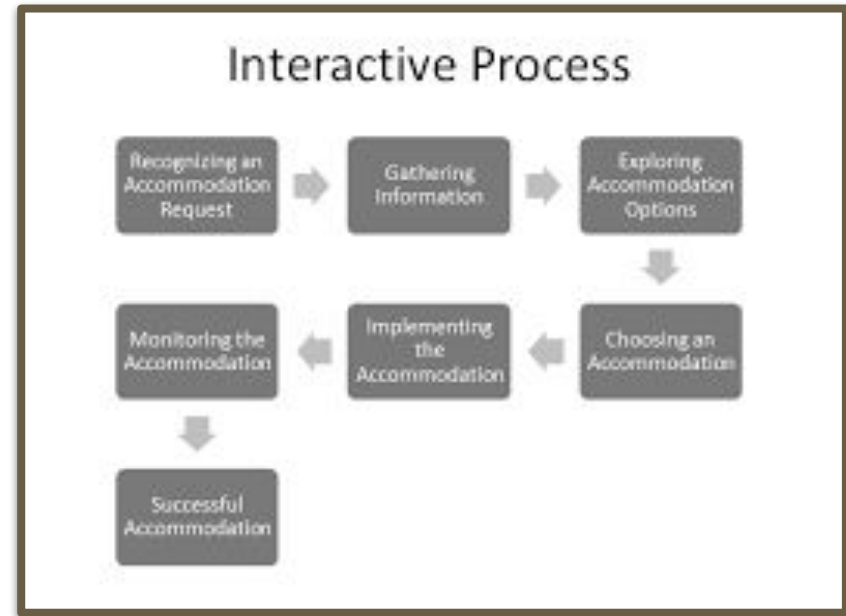 Interactive Process
Recognizing an
Accommodation
Request
Gathering
Information
Exploring
Accommodation
Options
Choosing an
Accommodation
Implementing
the
Accommodation
Monitoring the
Accommodation
Successful
Accommodation